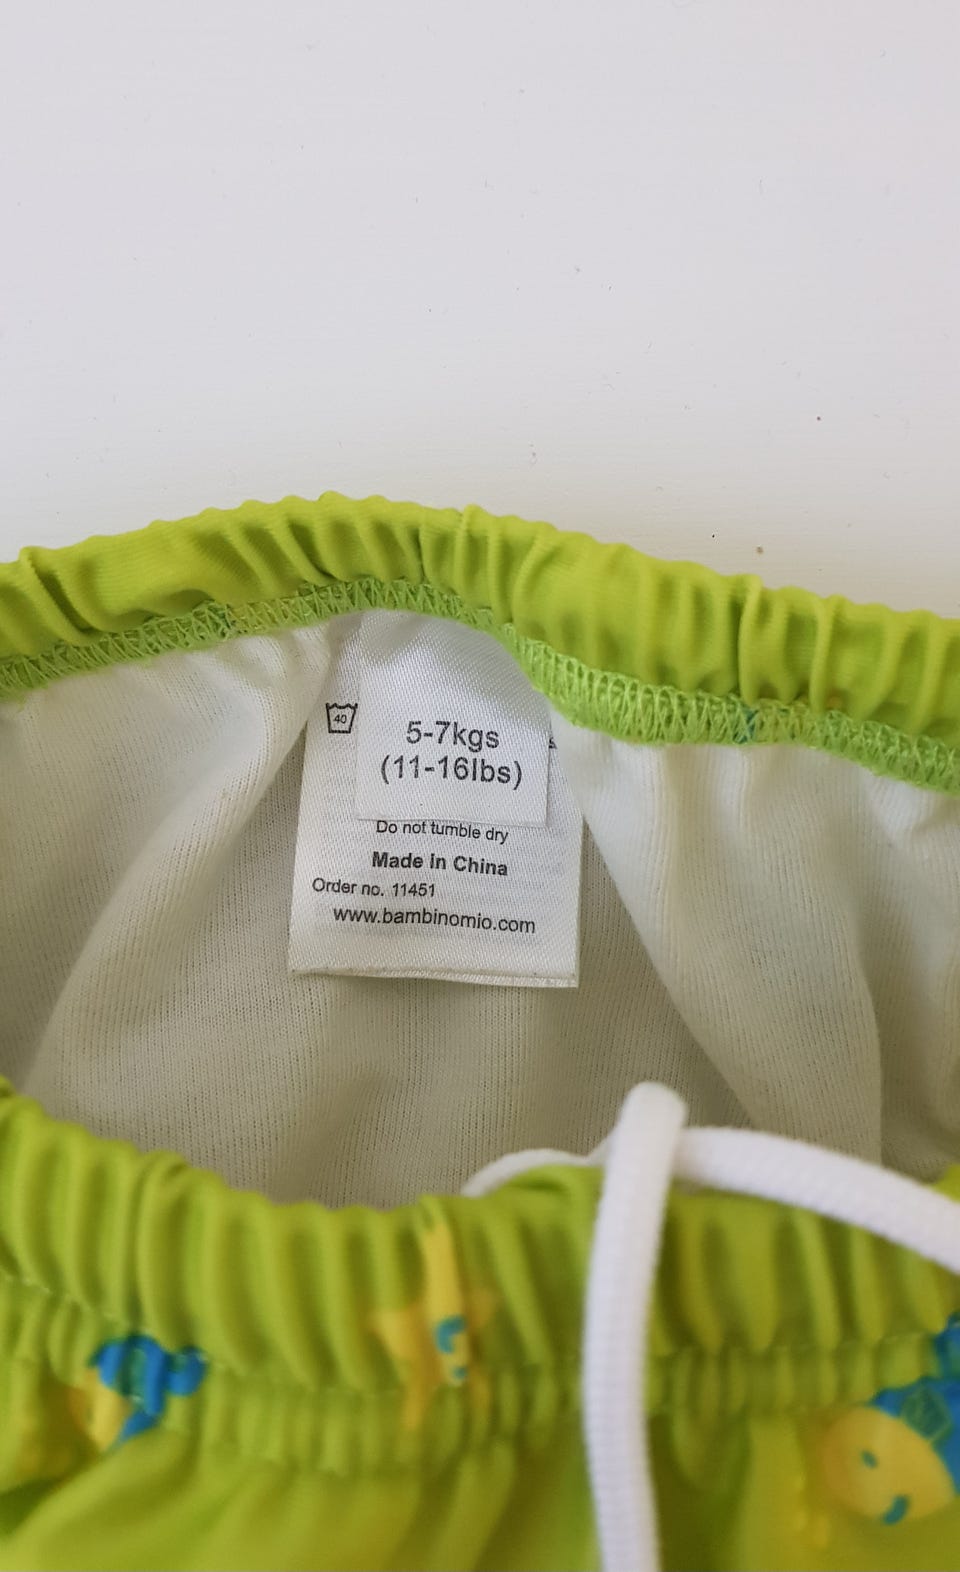 40
5-7kgs
(11-16lbs)
Do not tumble dry
Made in China
Order no. 11451
www.bambinomio.com